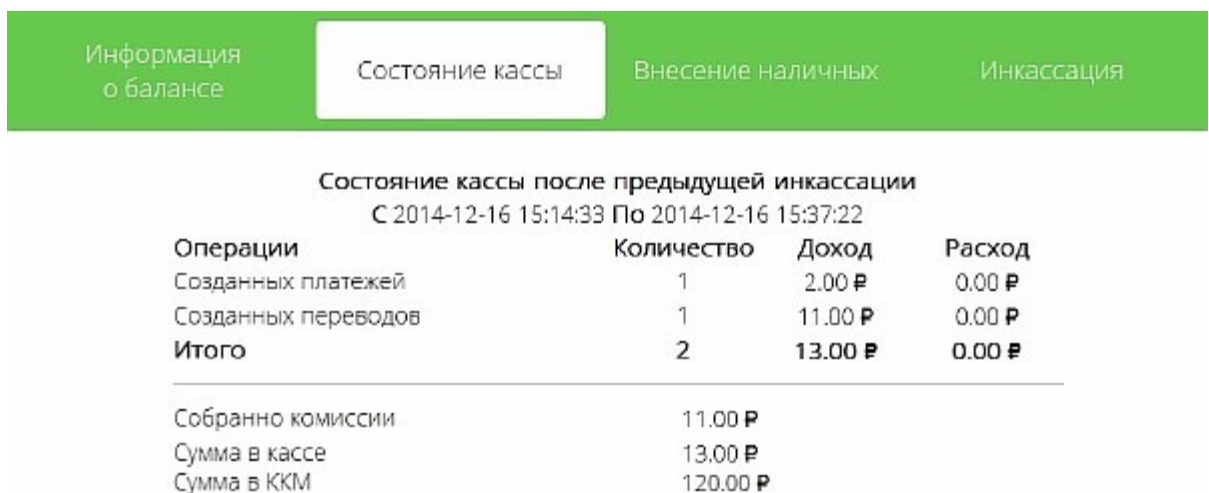 Информация
о балансе
Состояние кассы
Внесение наличных
Инкассация
Состояние кассы после предыдущей инкассации
С 2014-12-16 15:14:33 По 2014-12-16 15:37:22
Операции Количество Доход Расход
Созданных платежей 1 2.00 ₽ 0.00 ₽
Созданных переводов 1 11.00 ₽ 0.00 ₽
Итого 2 13.00 ₽ 0.00 ₽
Собранно комиссии 11.00 ₽
Сумма в кассе 13.00 ₽
Сумма в ККМ 120.00 ₽